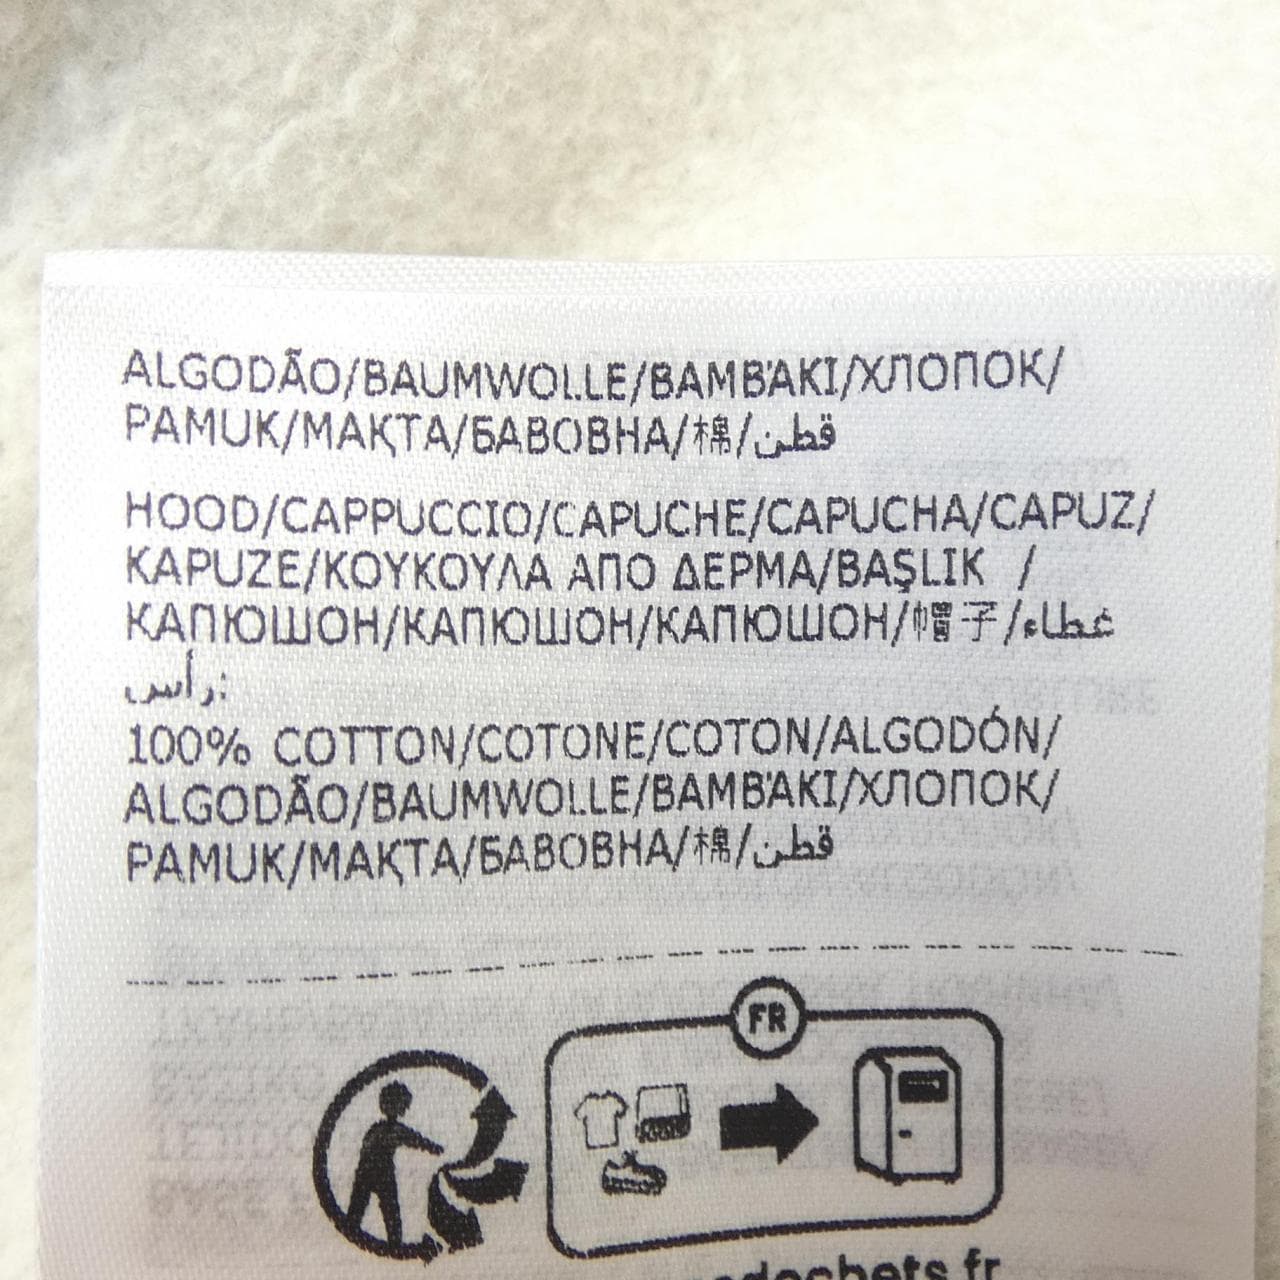 ALGODÃO/BAUMWOLLE/BAMBΆKI/ХЛОПОК/
PAMUK/МАҚТА/БАВОВНА/棉/قطن
HOOD/CAPPUCCIO/CAPUCHE/CAPUCHA/CAPUZ/
KAPUZE/ΚΟΥΚΟΥΛΑ ΑΠΟ ΔΕΡΜΑ/BAŞLIK /
КАПЮШОН/КАПЮШОН/КАПЮШОН/帽子/غطاء
رأس:
100% COTTON/COTONE/COTON/ALGODÓN/
ALGODÃO/BAUMWOLLE/BAMBΆKI/ХЛОПОК/
PAMUK/МАҚТА/БАВОВНА/棉/قطن
FR